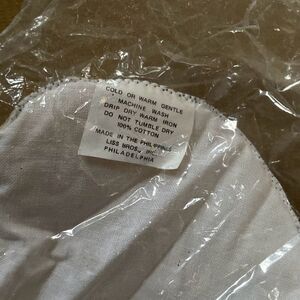 COLD OR WARM GENTLE
MACHINE WASH
DRIP DRY WARM IRON
DO NOT TUMBLE DRY
100% COTTON
MADE IN THE PHILIPPINES
LISS BROS., INC.
PHILADELPHIA